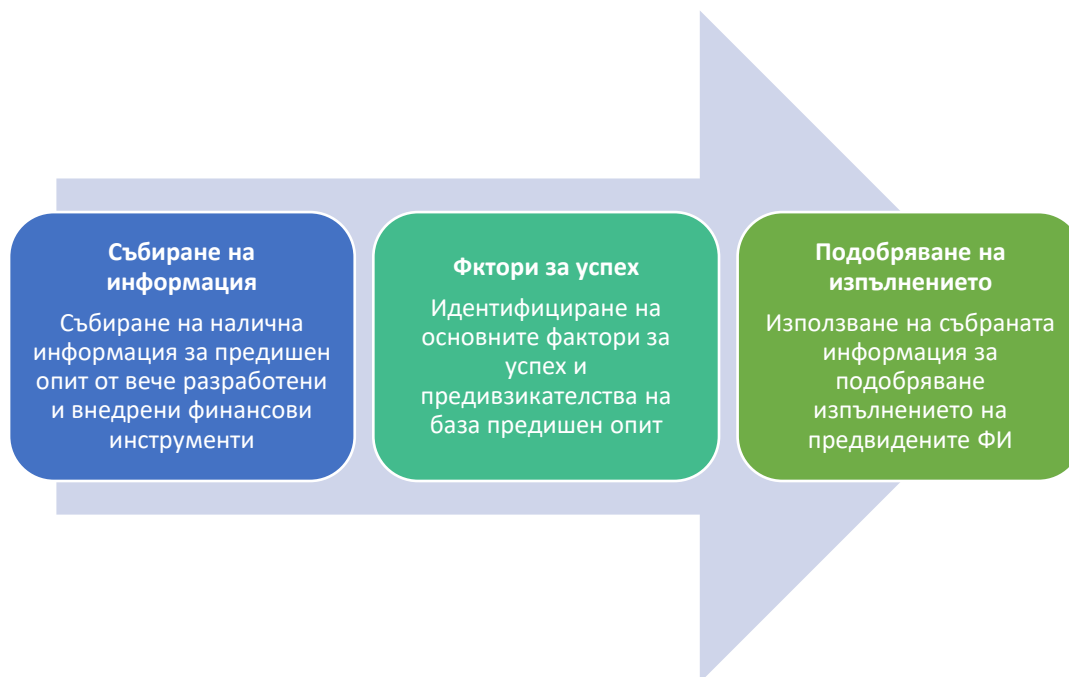 Събиране на
информация
Събиране на налична
информация за предишен
опит от вече разработени
и внедрени финансови
инструменти
Фктори за успех
Идентифициране на
основните фактори за
успех и
предивзикателства на
база предишен опит
Подобряване на
изпълнението
Използване на събраната
информация за
подобряване
изпълнението на
предвидените ФИ